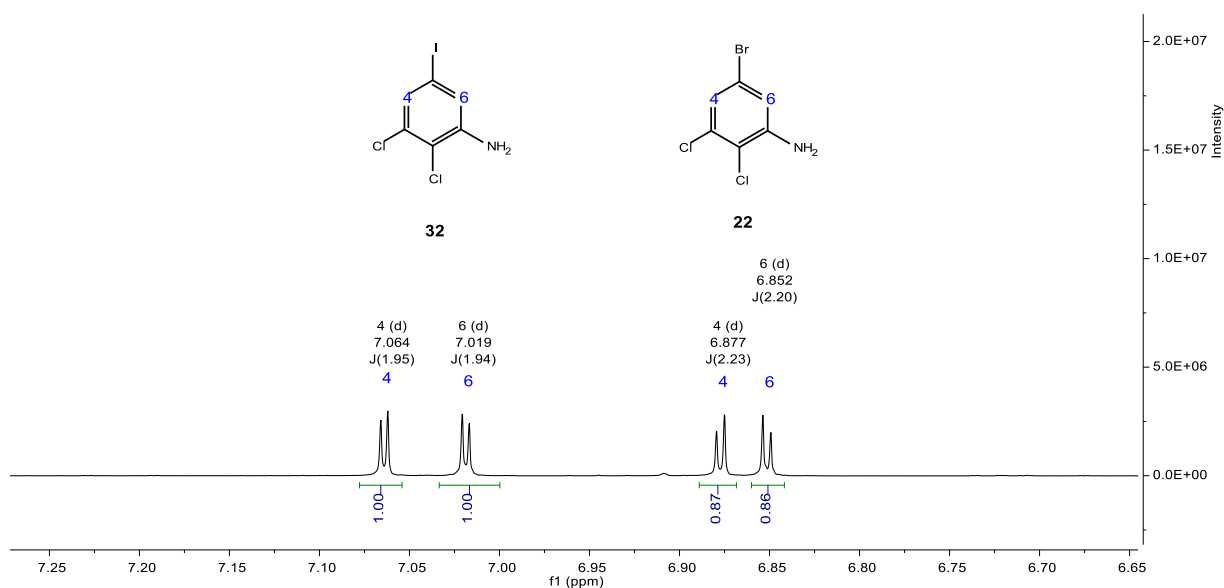 I
4
6
Cl
NH2
Cl
32
Br
4
6
Cl
NH2
Cl
22
4 (d)
7.064
J(1.95)
4
6 (d)
7.019
J(1.94)
6
4 (d)
6.877
J(2.23)
4
6 (d)
6.852
J(2.20)
6
1.00
1.00
0.87
0.86
2.0E+07
1.5E+07
1.0E+07
5.0E+06
0.0E+00
Intensity
7.25 7.20 7.15 7.10 7.05 7.00 6.95 6.90 6.85 6.80 6.75 6.70 6.65
f1 (ppm)